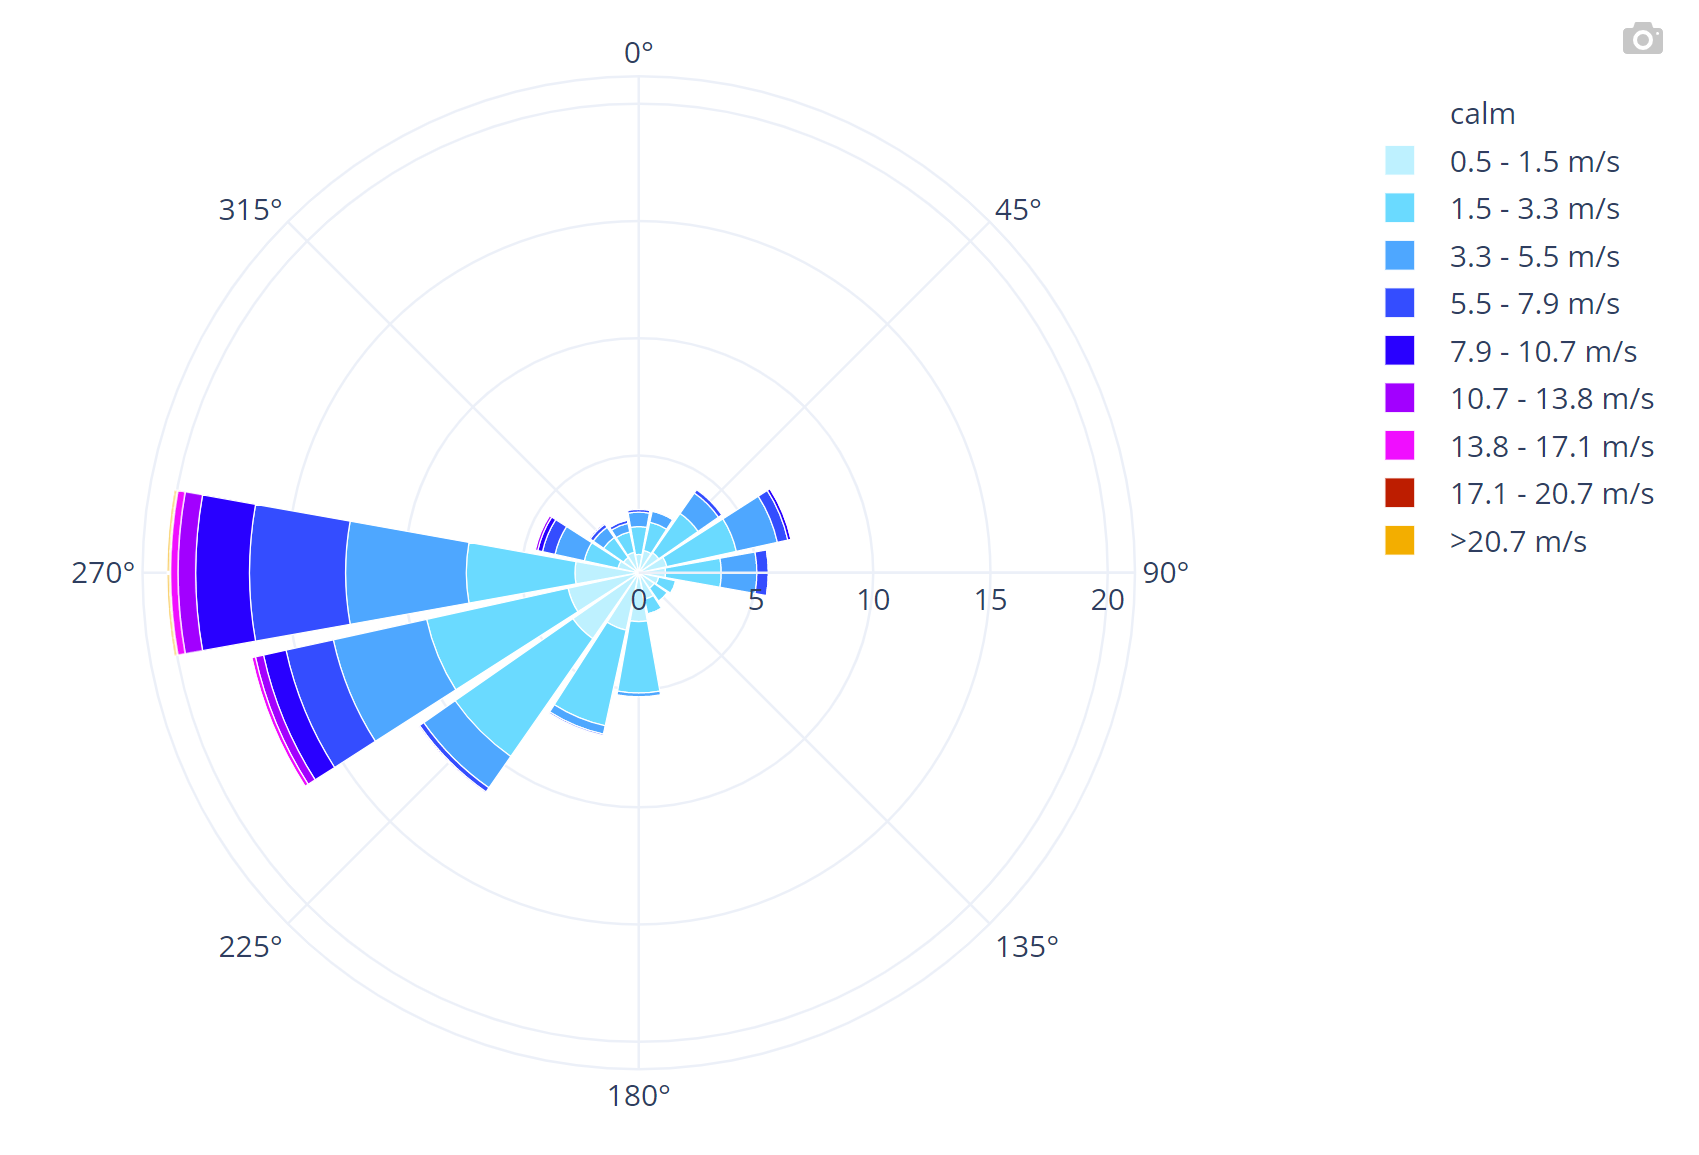 0°
315°
45°
270°
90°
0 5 10 15 20
225°
135°
180°
calm
0.5 - 1.5 m/s
1.5 - 3.3 m/s
3.3 - 5.5 m/s
5.5 - 7.9 m/s
7.9 - 10.7 m/s
10.7 - 13.8 m/s
13.8 - 17.1 m/s
17.1 - 20.7 m/s
>20.7 m/s